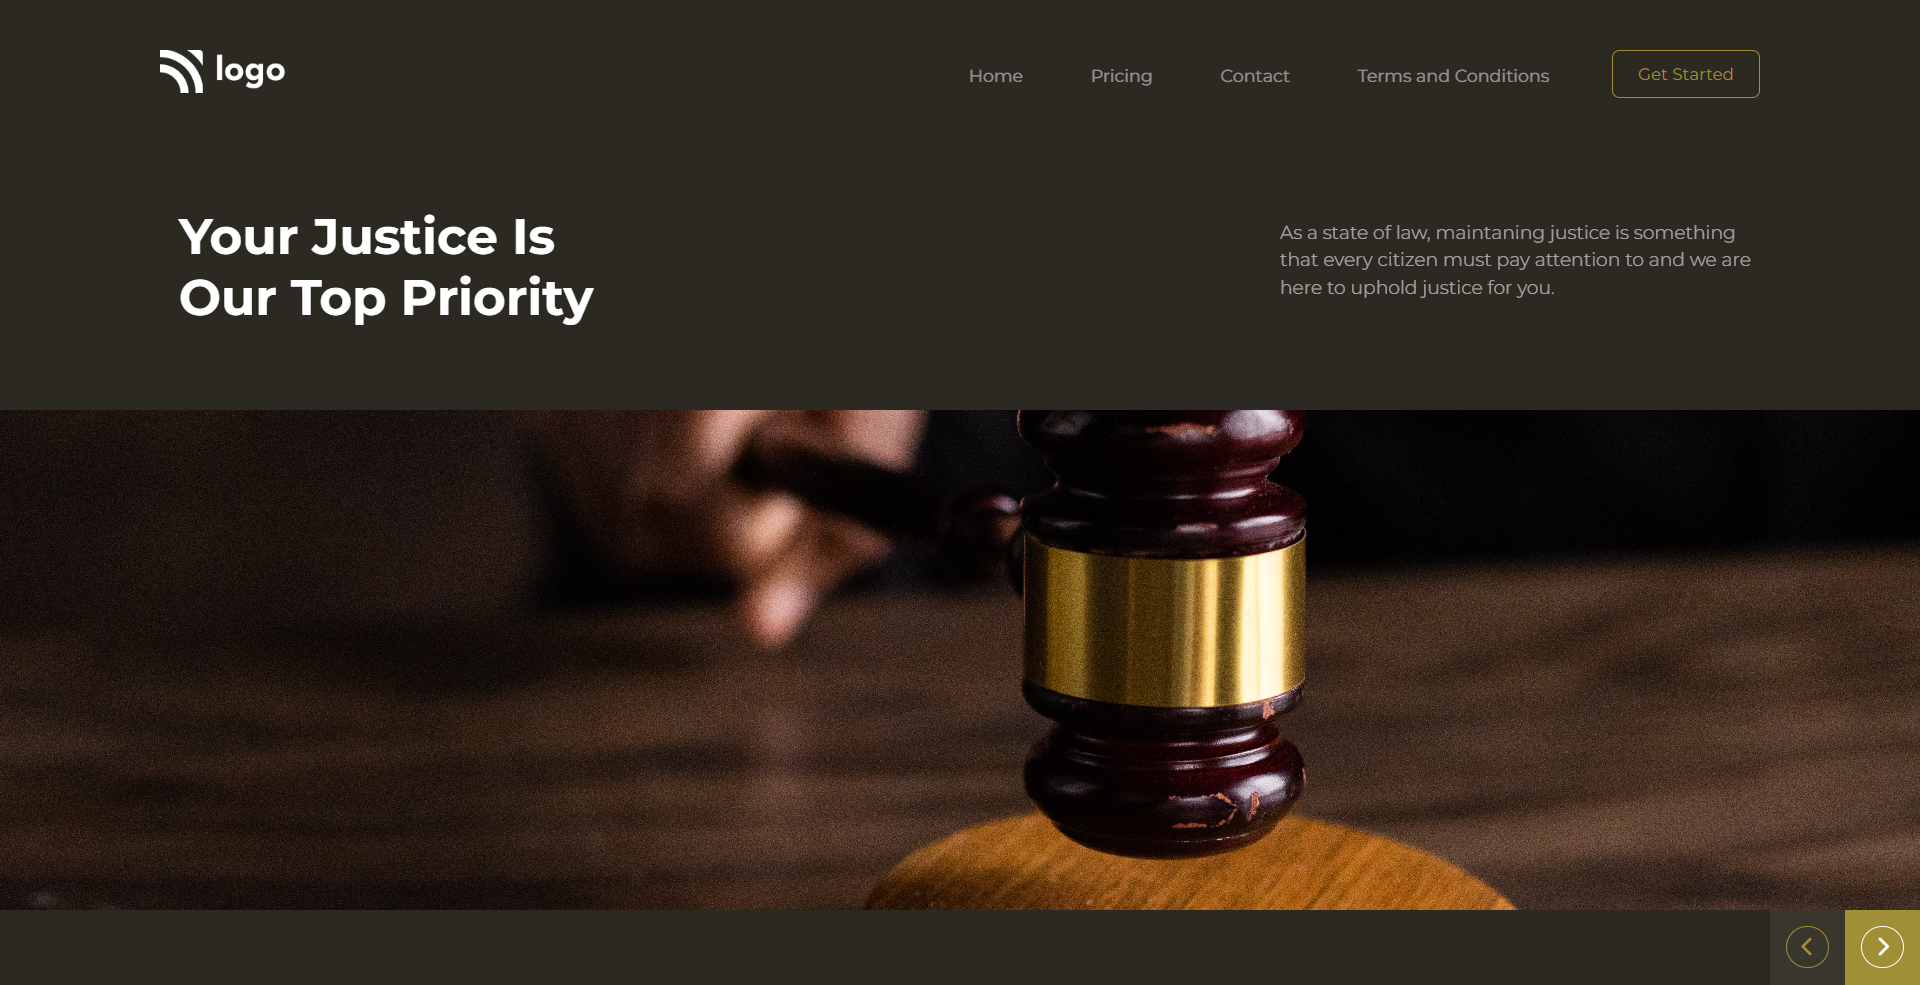 logo
Home
Pricing
Contact
Terms and Conditions
Get Started
Your Justice Is
Our Top Priority
As a state of law, maintaning justice is something
that every citizen must pay attention to and we are
here to uphold justice for you.